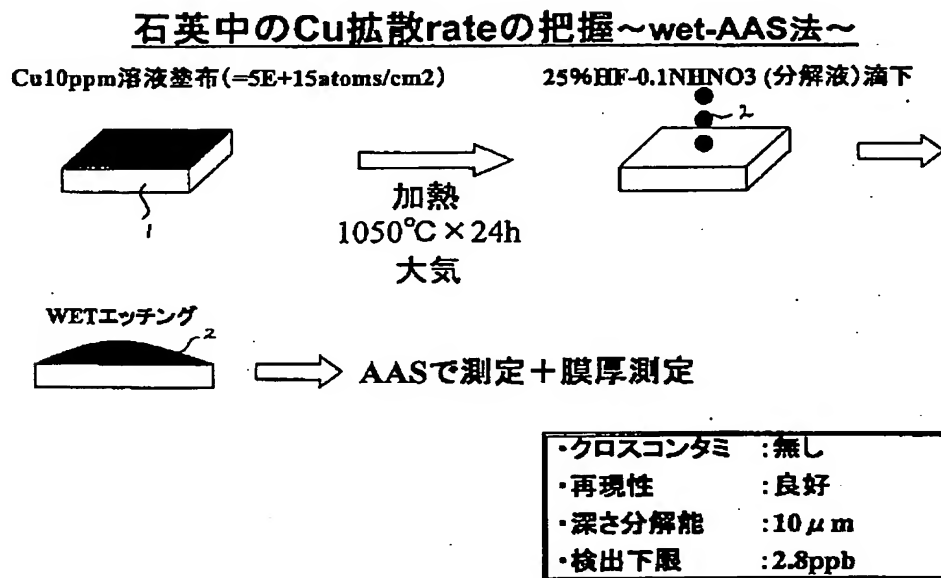 石英中のCu拡散rateの把握～wet-AAS法～
Cu10ppm溶液塗布(=5E+15atoms/cm2)
25%HF-0.1NHNO3(分解液)滴下
2
1
加熱
1050℃×24h
大気
WETエッチング
2
AASで測定＋膜厚測定
・クロスコンタミ :無し
・再現性 :良好
・深さ分解能 :10μm
・検出下限 :2.8ppb